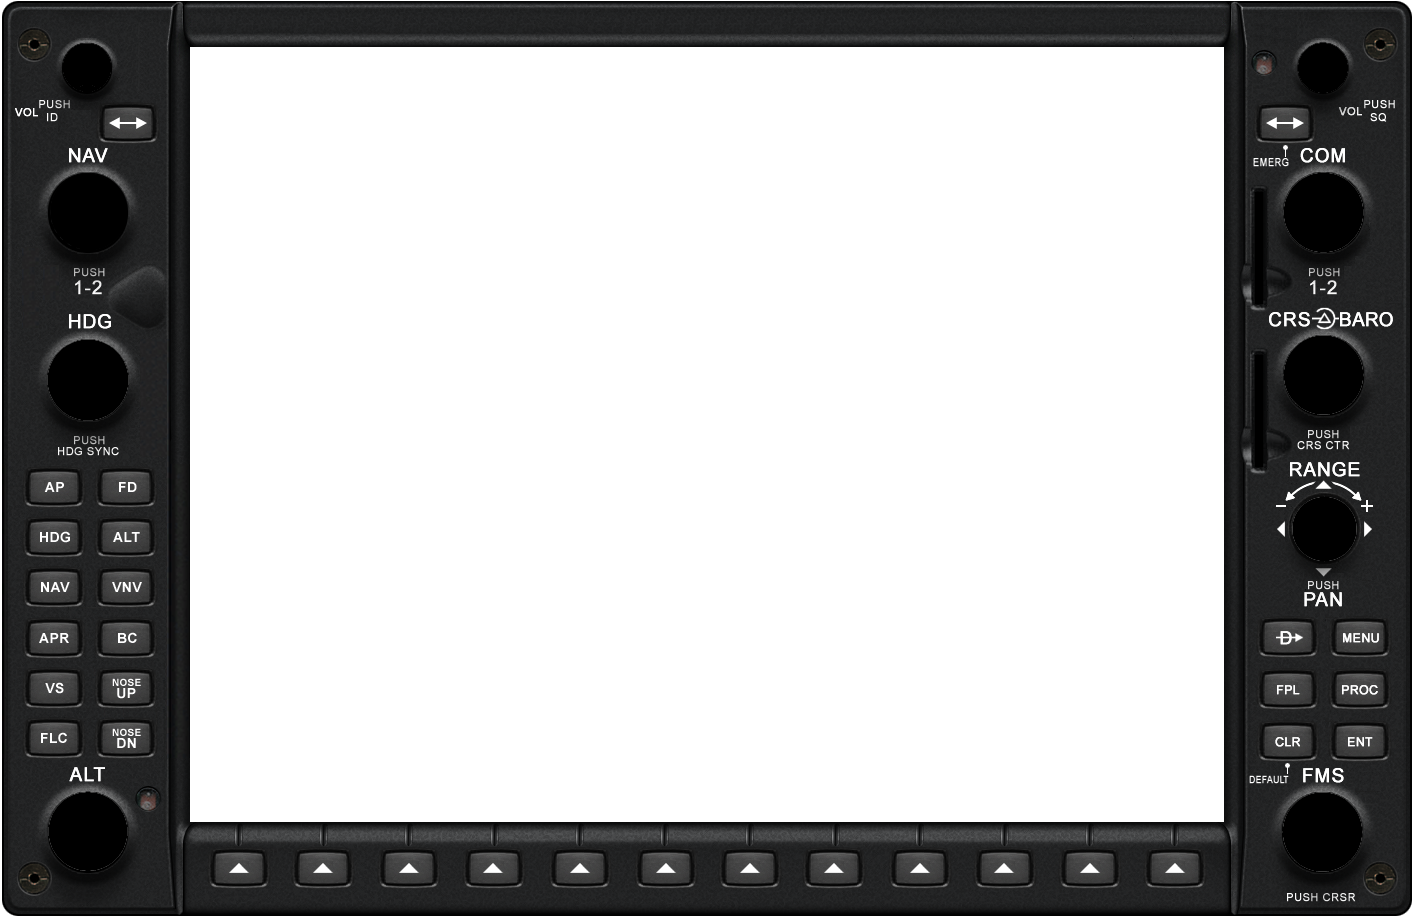 VOL PUSH ID
NAV
PUSH
1-2
HDG
PUSH
HDG SYNC
AP FD
HDG ALT
NAV VNV
APR BC
VS NOSE UP
FLC NOSE DN
ALT
VOL PUSH SQ
EMERG COM
PUSH
1-2
CRS BARO
PUSH
CRS CTR
RANGE
- +
PUSH
PAN
D MENU
FPL PROC
CLR ENT
DEFAULT FMS
PUSH CRSR